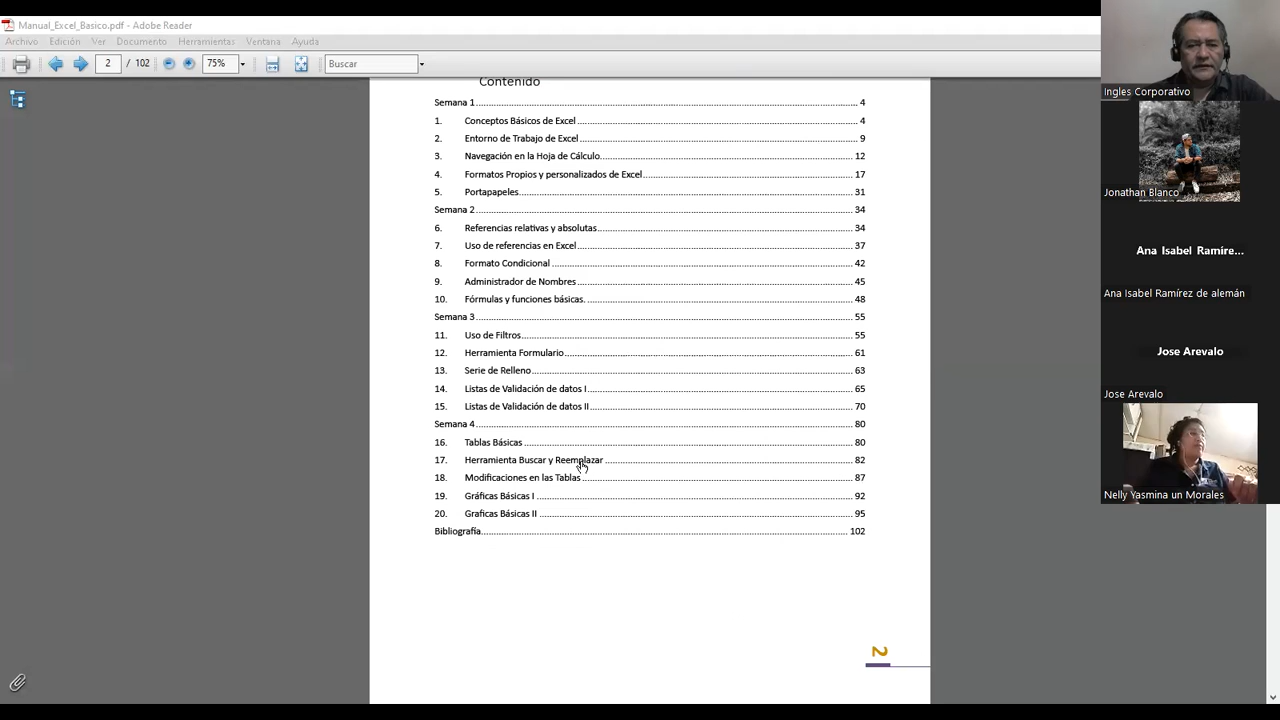 Manual_Excel_Basico.pdf - Adobe Reader
Archivo Edición Ver Documento Herramientas Ventana Ayuda
2 / 102 75% Buscar
Contenido
Semana 1 4
1. Conceptos Básicos de Excel 4
2. Entorno de Trabajo de Excel 9
3. Navegación en la Hoja de Cálculo 12
4. Formatos Propios y personalizados de Excel 17
5. Portapapeles 31
Semana 2 34
6. Referencias relativas y absolutas 34
7. Uso de referencias en Excel 37
8. Formato Condicional 42
9. Administrador de Nombres 45
10. Fórmulas y funciones básicas. 48
Semana 3 55
11. Uso de Filtros 55
12. Herramienta Formulario 61
13. Serie de Relleno 63
14. Listas de Validación de datos I 65
15. Listas de Validación de datos II 70
Semana 4 80
16. Tablas Básicas 80
17. Herramienta Buscar y Reemplazar 82
18. Modificaciones en las Tablas 87
19. Gráficas Básicas I 92
20. Graficas Básicas II 95
Bibliografía 102
2
Ingles Corporativo
Jonathan Blanco
Ana Isabel Ramíre...
Ana Isabel Ramírez de alemán
Jose Arevalo
Jose Arevalo
Nelly Yasmina un Morales